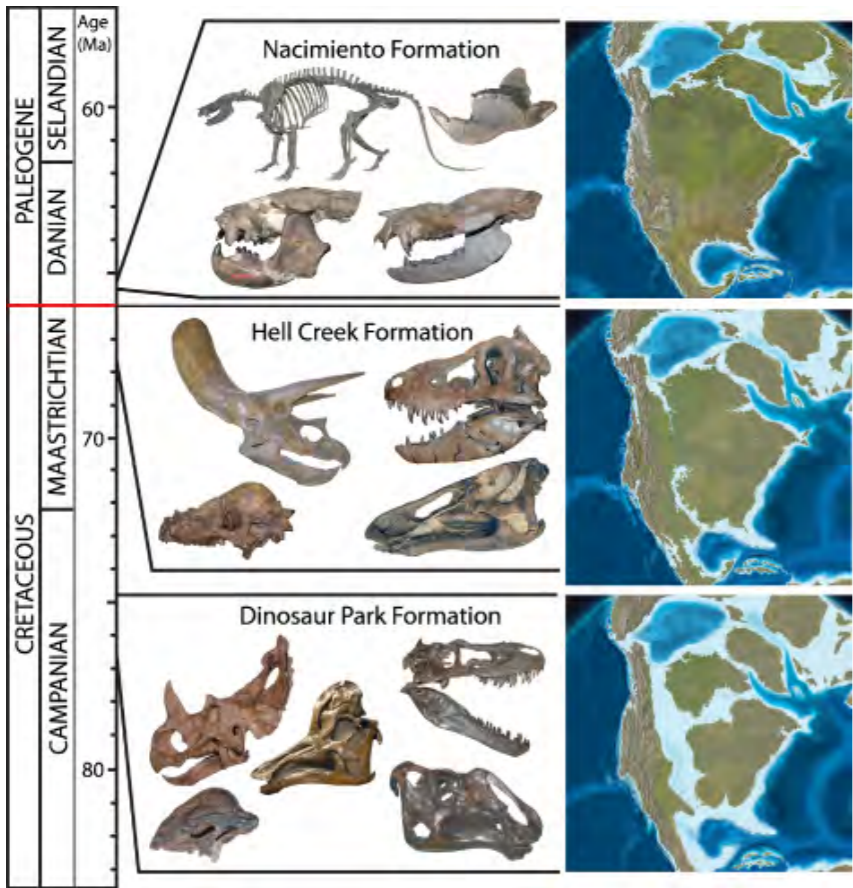 Age
(Ma)
PALEOGENE
SELANDIAN
DANIAN
60
Nacimiento Formation
CRETACEOUS
MAASTRICHTIAN
CAMPANIAN
70
Hell Creek Formation
80
Dinosaur Park Formation